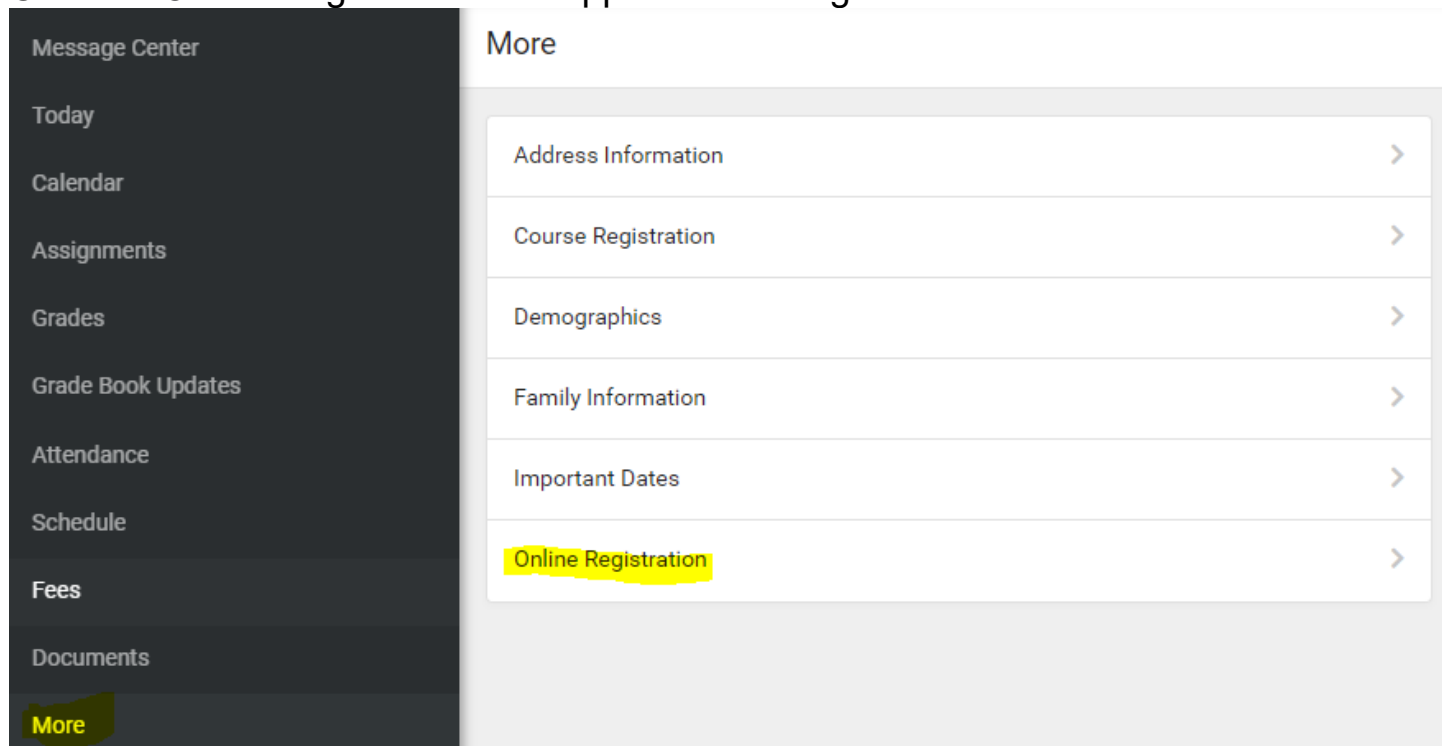 Message Center
Today
Calendar
Assignments
Grades
Grade Book Updates
Attendance
Schedule
Fees
Documents
More
More
Address Information
Course Registration
Demographics
Family Information
Important Dates
Online Registration